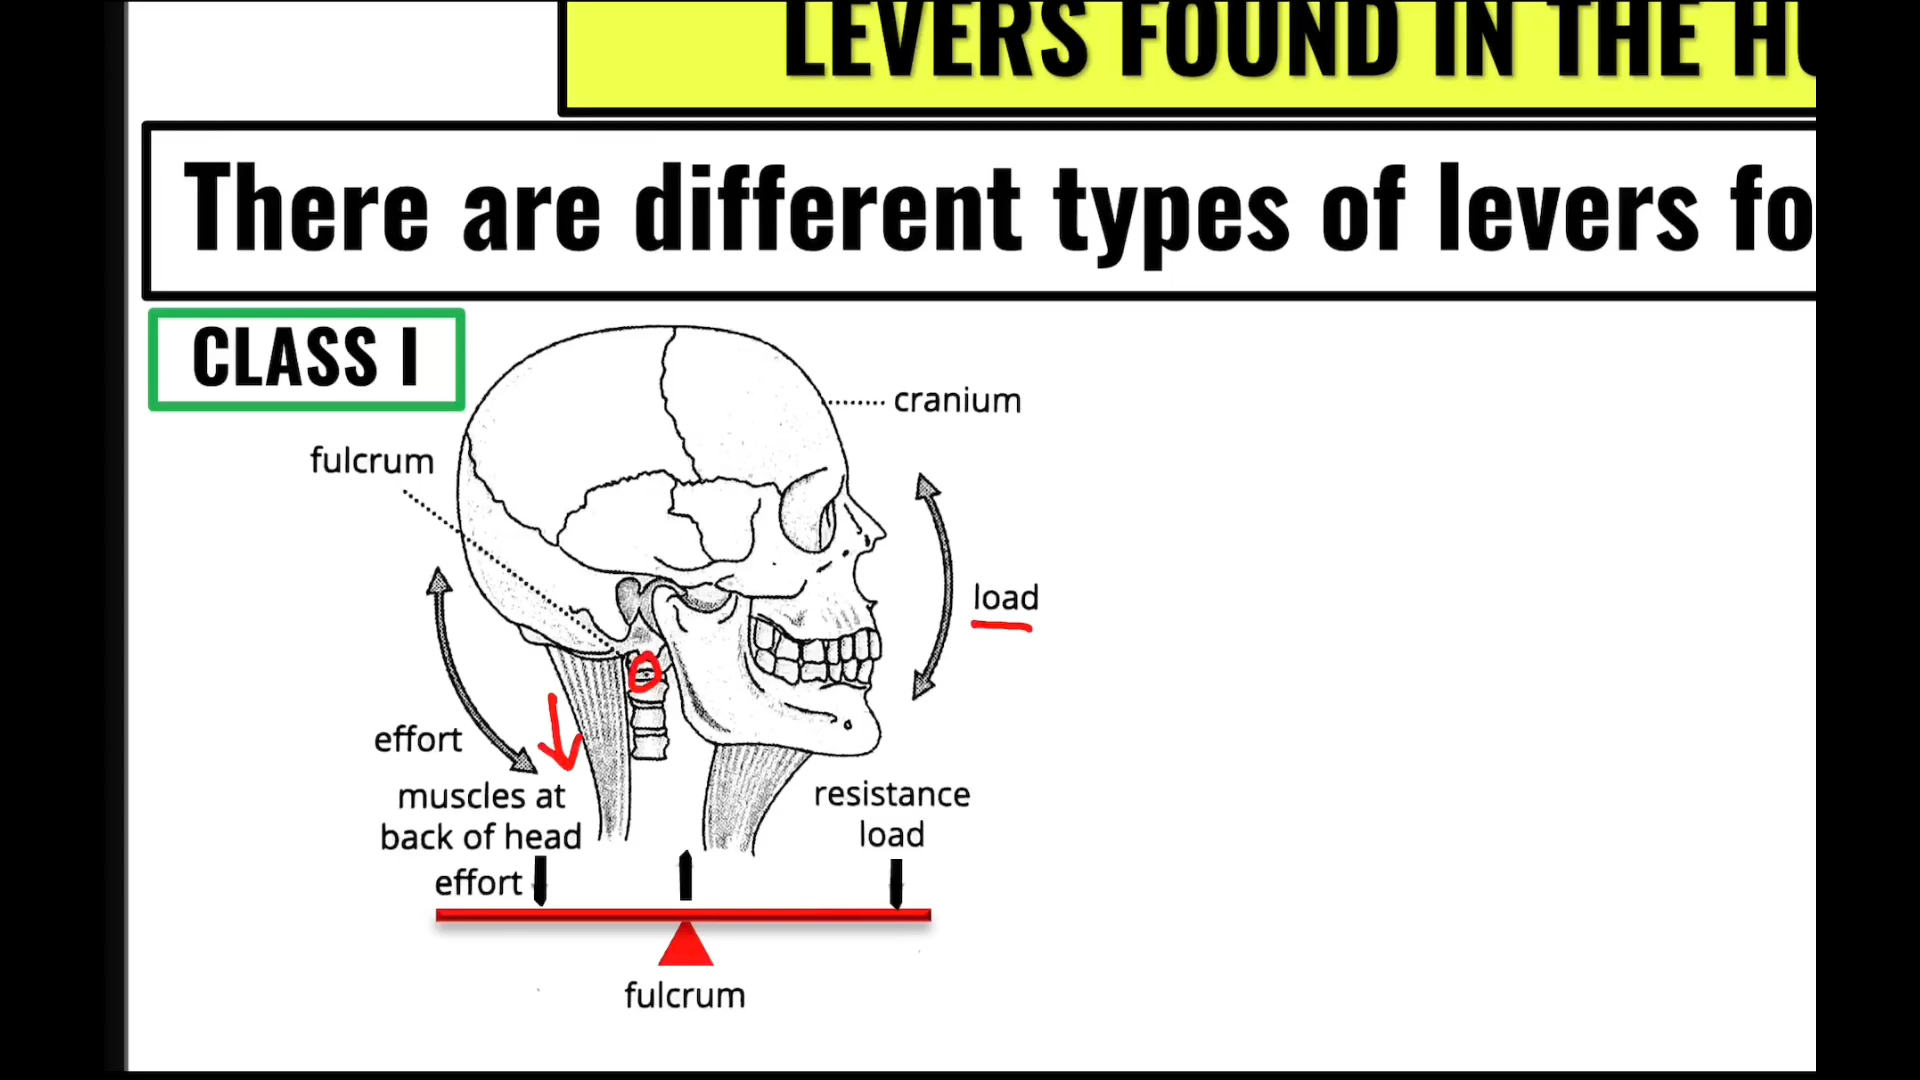 LEVERS FOUND IN THE
There are different types of levers
CLASS I
cranium
fulcrum
load
effort
muscles at
back of head
effort
resistance
load
fulcrum